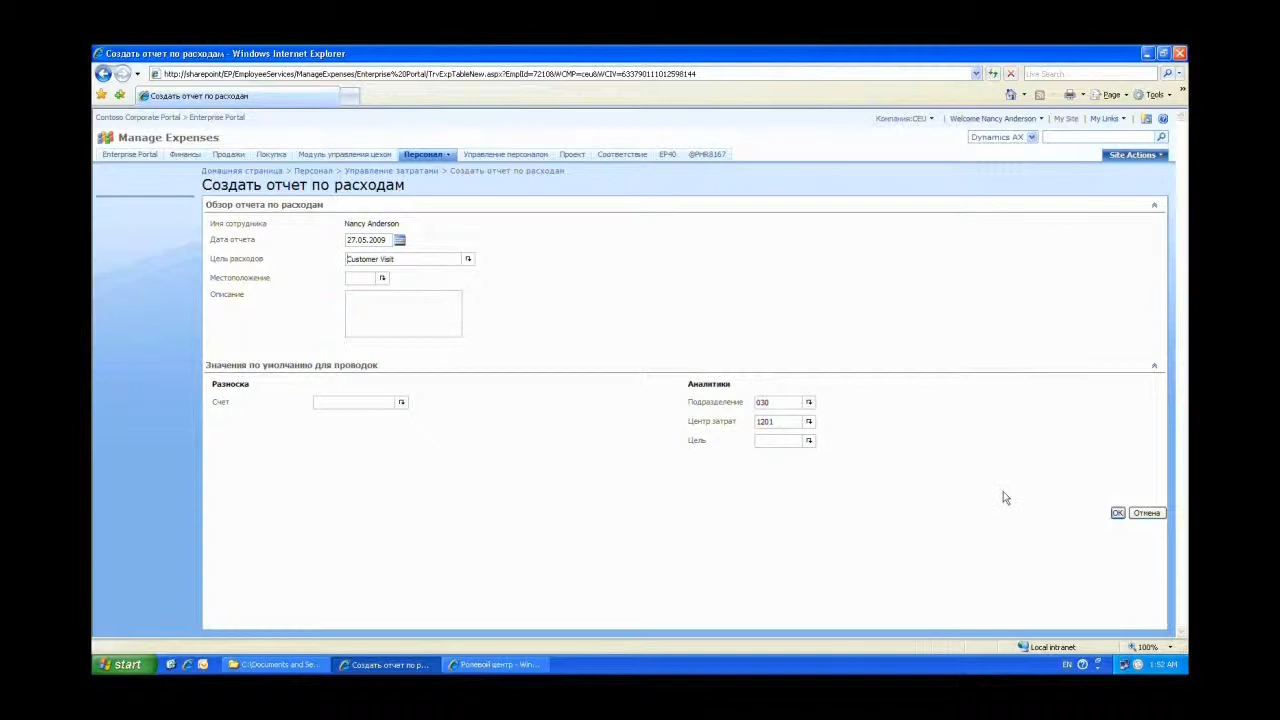 Создать отчет по расходам - Windows Internet Explorer
http://sharepoint/EP/EmployeeServices/ManageExpenses/Enterprise%20Portal/TrvExpTableNew.aspx?EmplId=7210&WCMP=ceu&WCIV=633790111012598144
Live Search
Создать отчет по расходам
Page
Tools
Contoso Corporate Portal > Enterprise Portal
Компания:CEU
Welcome Nancy Anderson
My Site
My Links
Manage Expenses
Dynamics AX
Enterprise Portal Финансы Продажи Покупка Модуль управления цехом Персонал Управление персоналом Проект Соответствие EP40 @PHR8167
Site Actions
Домашняя страница > Персонал > Управление затратами > Создать отчет по расходам
Создать отчет по расходам
Обзор отчета по расходам
Имя сотрудника Nancy Anderson
Дата отчета 27.05.2009
Цель расходов Customer Visit
Местоположение
Описание
Значения по умолчанию для проводок
Разноска Аналитики
Счет Подразделение 030
Центр затрат 1201
Цель
OK Отмена
Local intranet 100%
start C:\Documents and Se... Создать отчет по р... Ролевой центр - Win... EN 1:52 AM